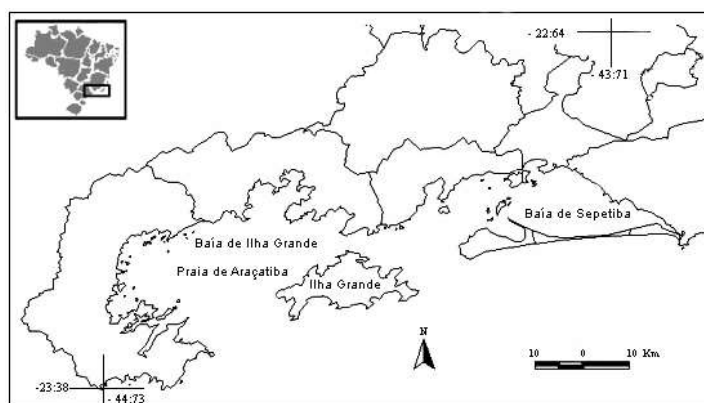 - 22:64
- 43:71
Baía de Sepetiba
Baía de Ilha Grande
Praia de Araçatiba
Ilha Grande
N
10 0 10 Km
-23:38
- 44:73